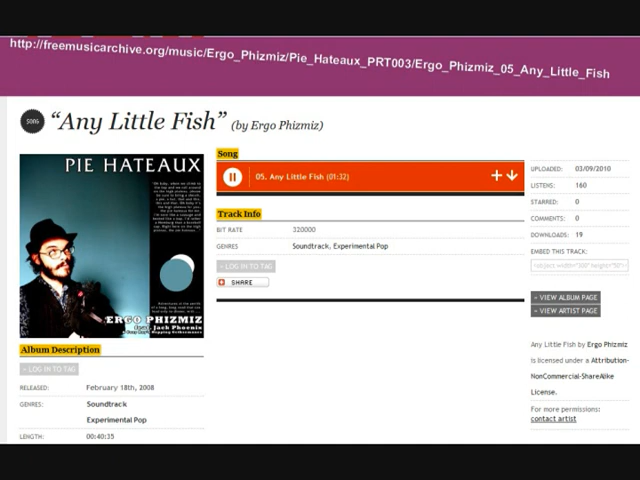 http://freemusicarchive.org/music/Ergo_Phizmiz/Pie_Hateaux_PRT003/Ergo_Phizmiz_05_Any_Little_Fish
SONG
“Any Little Fish” (by Ergo Phizmiz)
PIE HATEAUX
ERGO PHIZMIZ
Jack Phoenix
Album Description
+ LOG IN TO TAG
RELEASED: February 18th, 2008
GENRES: Soundtrack
Experimental Pop
LENGTH: 00:40:35
Song
05. Any Little Fish (01:32)
Track Info
BIT RATE 320000
GENRES Soundtrack, Experimental Pop
+ LOG IN TO TAG
SHARE
UPLOADED: 03/09/2010
LISTENS: 160
STARRED: 0
COMMENTS: 0
DOWNLOADS: 19
EMBED THIS TRACK:
<object width="300" height="50">
+ VIEW ALBUM PAGE
+ VIEW ARTIST PAGE
Any Little Fish by Ergo Phizmiz
is licensed under a Attribution-
NonCommercial-ShareAlike
License.
For more permissions:
contact artist